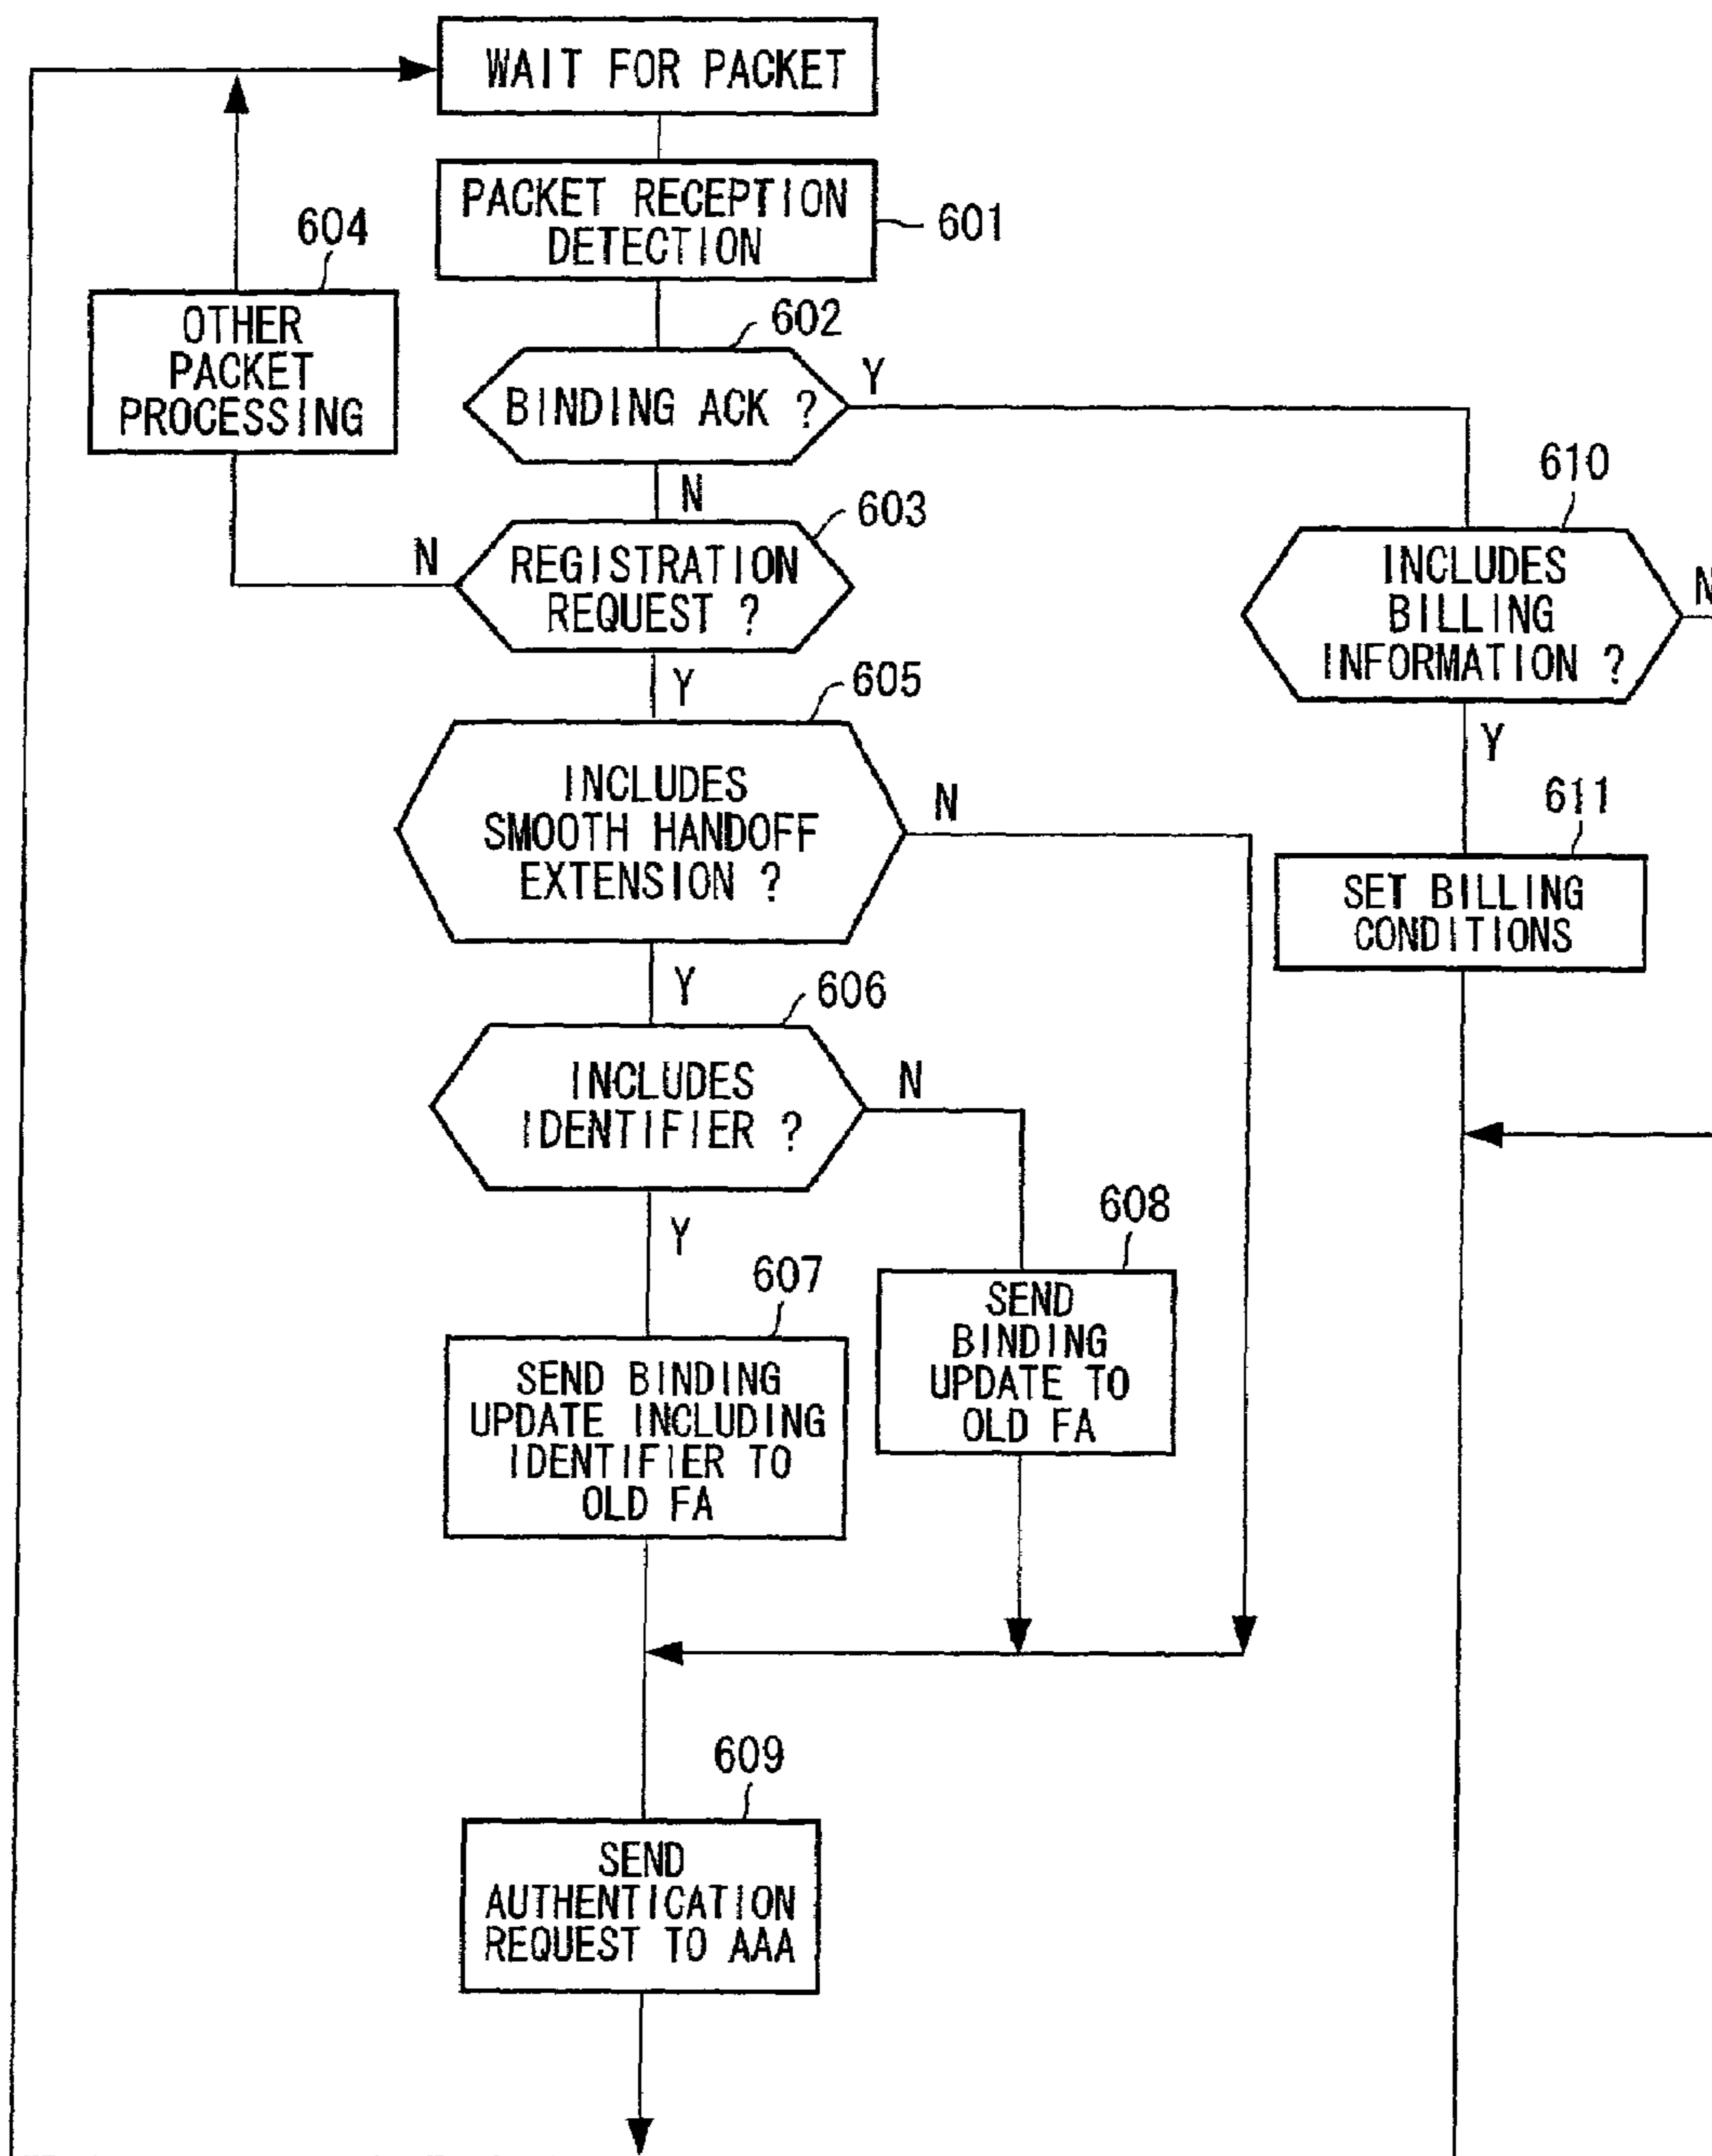 WAIT FOR PACKET
PACKET RECEPTION
DETECTION
601
604
OTHER
PACKET
PROCESSING
602
BINDING ACK ?
Y
N
603
REGISTRATION
REQUEST ?
N
Y
610
INCLUDES
BILLING
INFORMATION ?
N
Y
605
INCLUDES
SMOOTH HANDOFF
EXTENSION ?
N
Y
611
SET BILLING
CONDITIONS
606
INCLUDES
IDENTIFIER ?
N
Y
607
SEND BINDING
UPDATE INCLUDING
IDENTIFIER TO
OLD FA
608
SEND
BINDING
UPDATE TO
OLD FA
609
SEND
AUTHENTICATION
REQUEST TO AAA